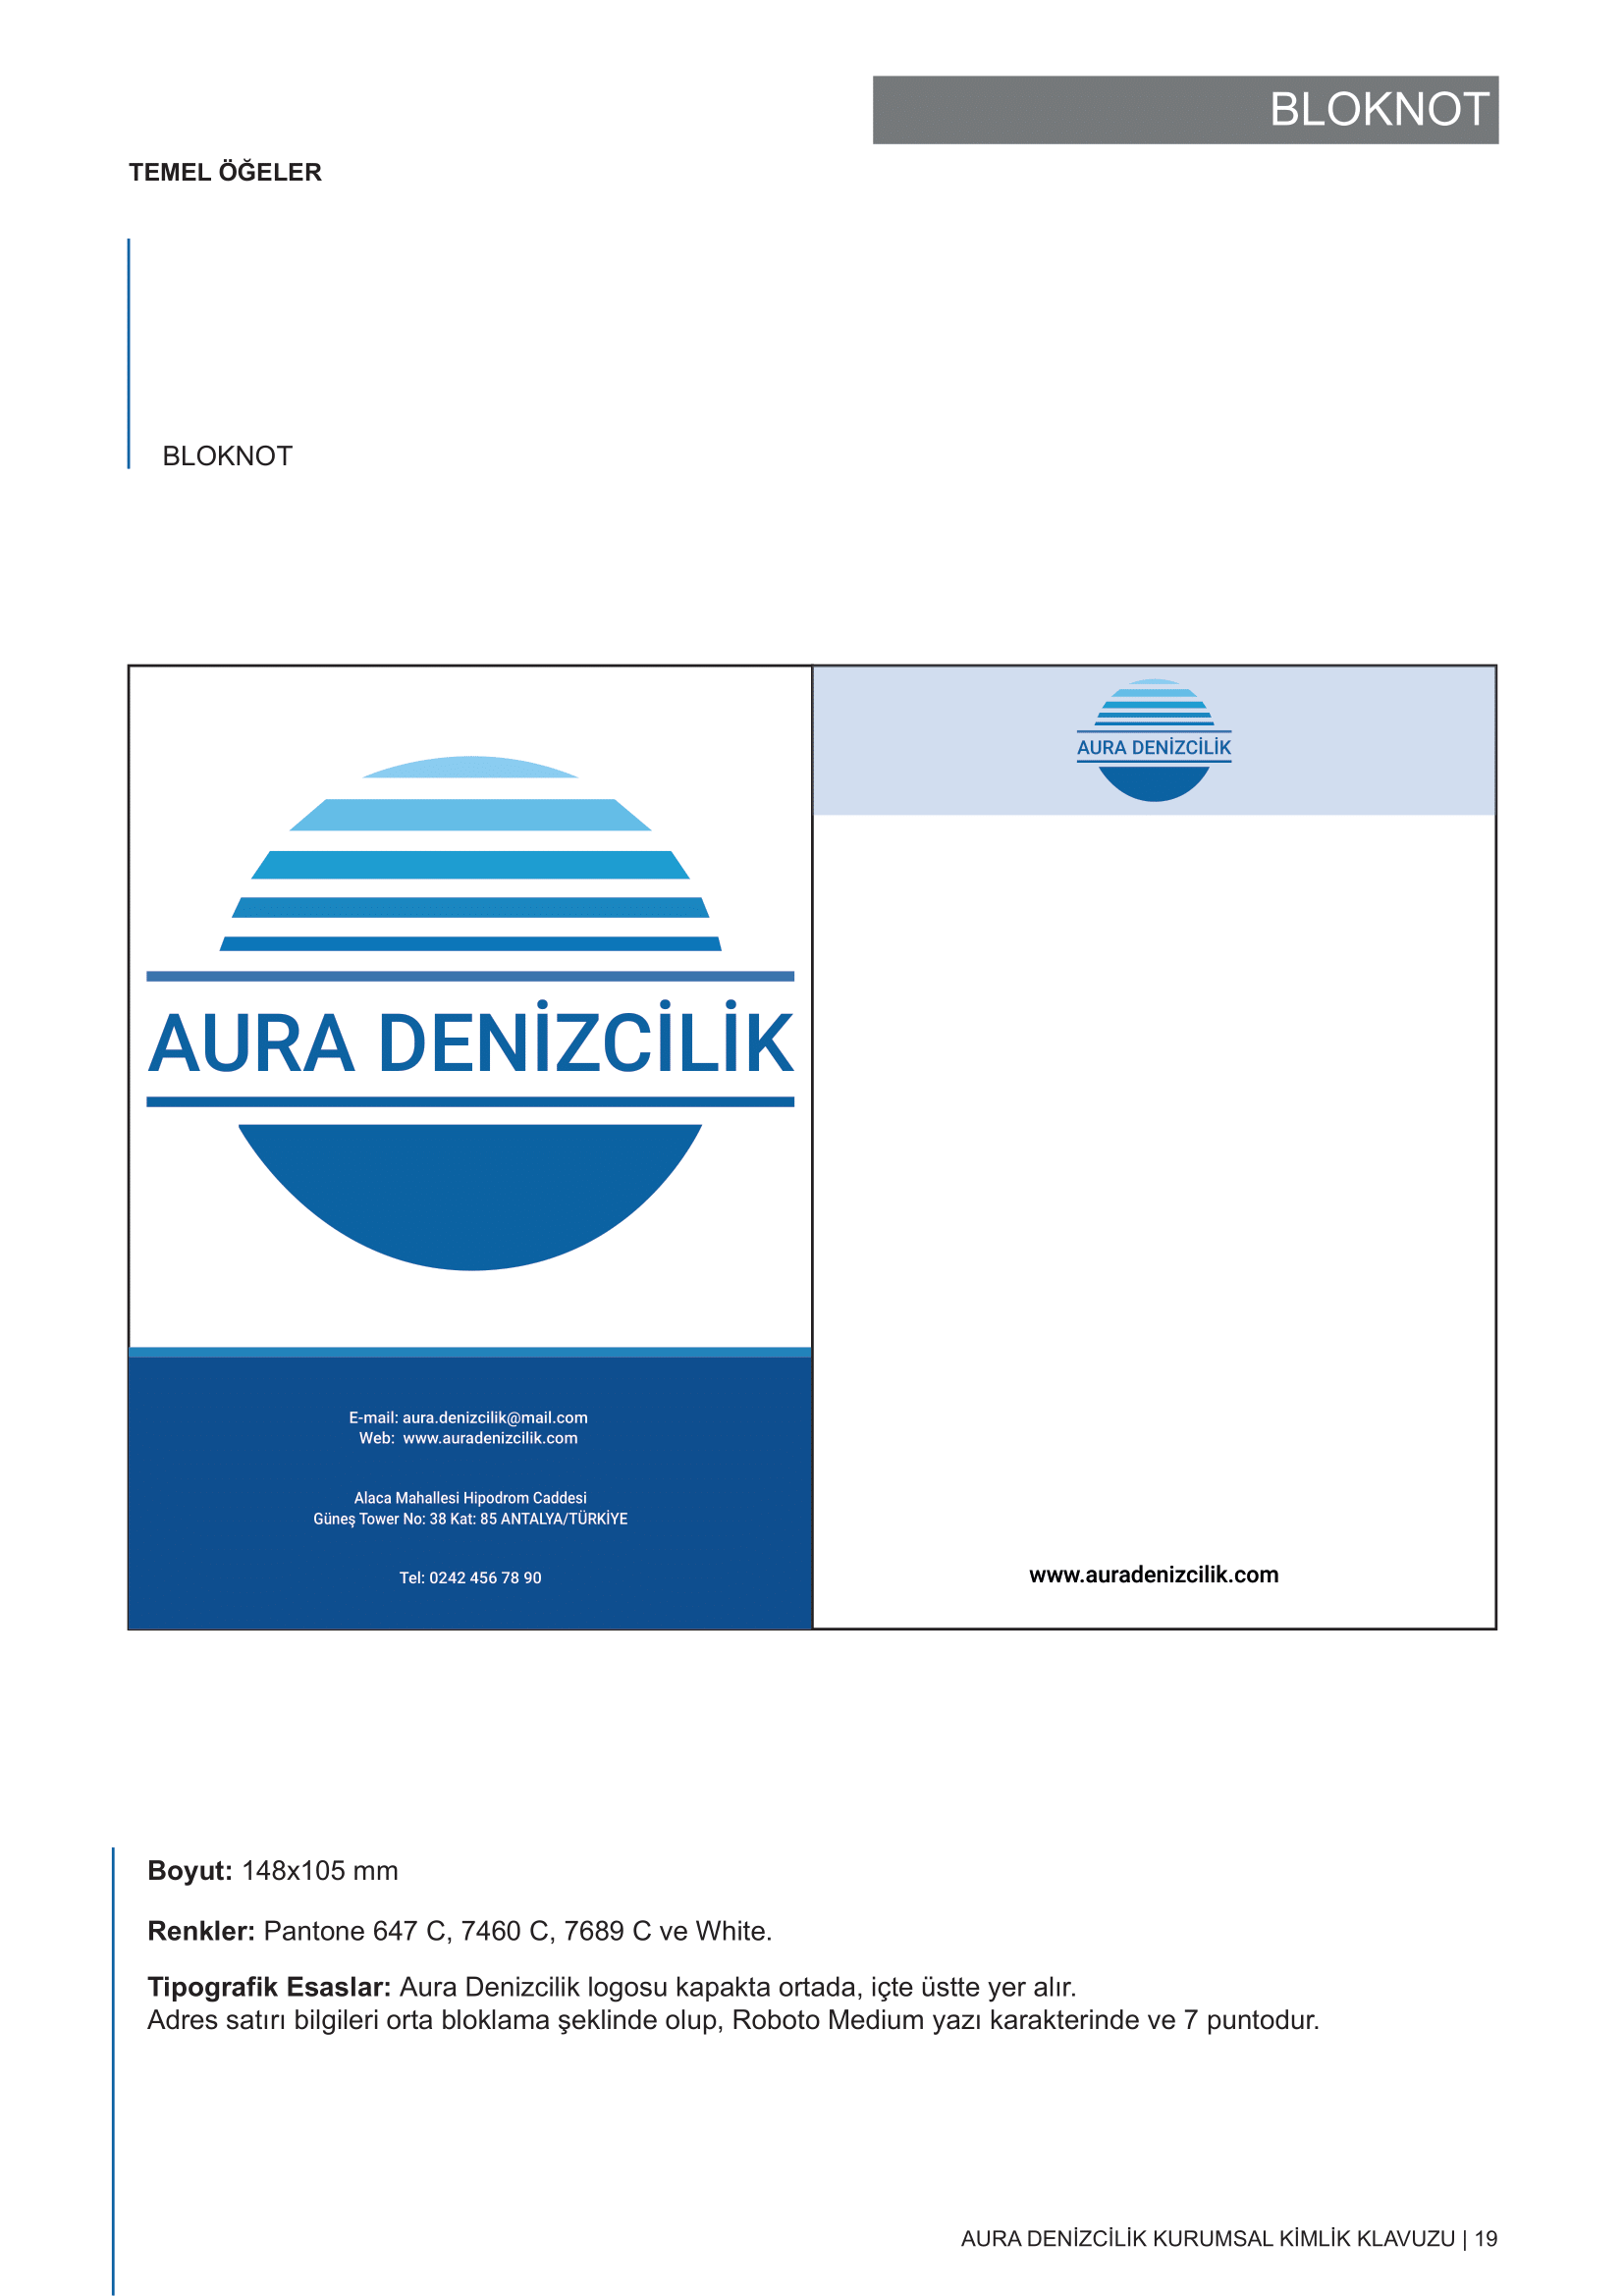 BLOKNOT
TEMEL ÖĞELER
BLOKNOT
AURA DENİZCİLİK
E-mail: aura.denizcilik@mail.com
Web: www.auradenizcilik.com
Alaca Mahallesi Hipodrom Caddesi
Güneş Tower No: 38 Kat: 85 ANTALYA/TÜRKİYE
Tel: 0242 456 78 90
AURA DENİZCİLİK
www.auradenizcilik.com
Boyut: 148x105 mm
Renkler: Pantone 647 C, 7460 C, 7689 C ve White.
Tipografik Esaslar: Aura Denizcilik logosu kapakta ortada, içte üstte yer alır.
Adres satırı bilgileri orta bloklama şeklinde olup, Roboto Medium yazı karakterinde ve 7 puntodur.
AURA DENİZCİLİK KURUMSAL KİMLİK KLAVUZU | 19